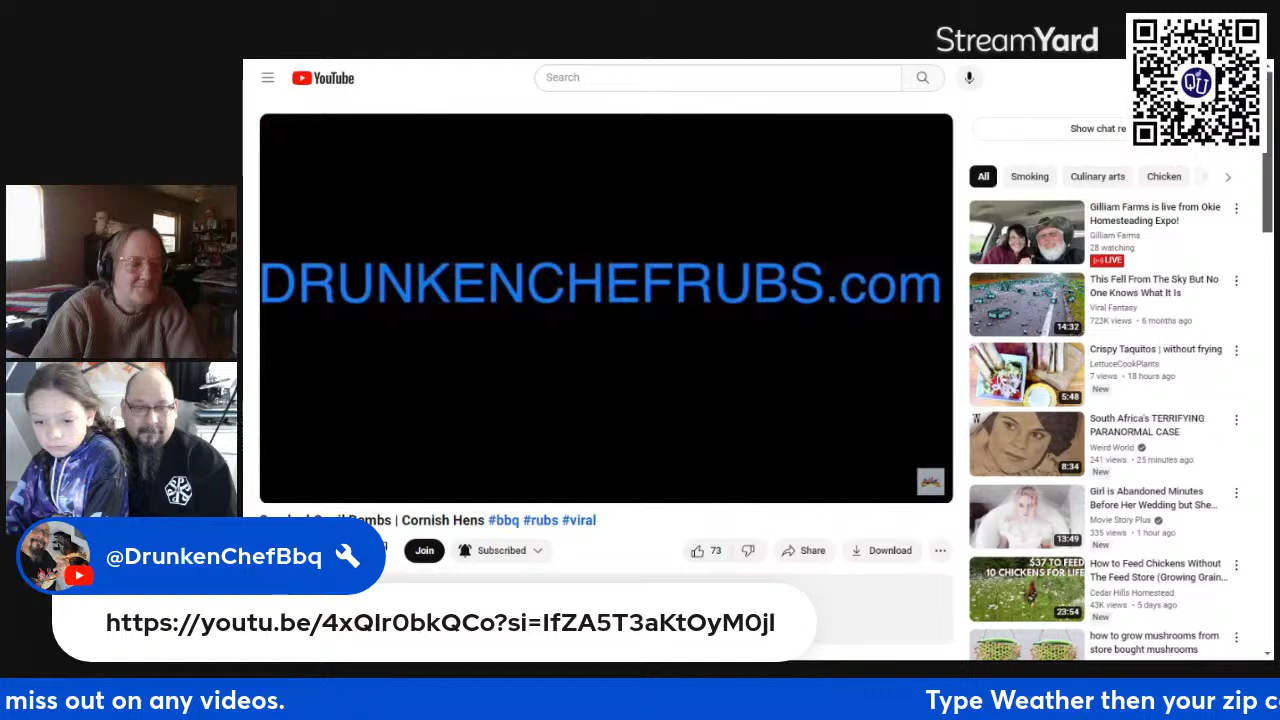 StreamYard
YouTube
Search
QU
Show chat re
All
Smoking
Culinary arts
Chicken
DRUNKENCHEFRUBS.com
Gilliam Farms is live from Okie
Homesteading Expo!
Gilliam Farms
28 watching
LIVE
This Fell From The Sky But No
One Knows What It Is
Viral Fantasy
723K views • 6 months ago
14:32
Crispy Taquitos | without frying
LettuceCookPlants
7 views • 18 hours ago
New
5:48
South Africa's TERRIFYING
PARANORMAL CASE
Weird World
241 views • 25 minutes ago
New
W
8:34
Girl is Abandoned Minutes
Before Her Wedding but She...
Movie Story Plus
335 views • 1 hour ago
New
13:49
How to Feed Chickens Without
The Feed Store (Growing Grain...
Cedar Hills Homestead
43K views • 5 days ago
New
$37 TO FEED
10 CHICKENS FOR LIFE
23:54
how to grow mushrooms from
store bought mushrooms
| Cornish Hens #bbq #rubs #viral
Join
Subscribed
73
Share
Download
@DrunkenChefBbq
https://youtu.be/4xQIr0bkQCo?si=IfZA5T3aKtOyM0jI
miss out on any videos.
Type Weather then your zip c